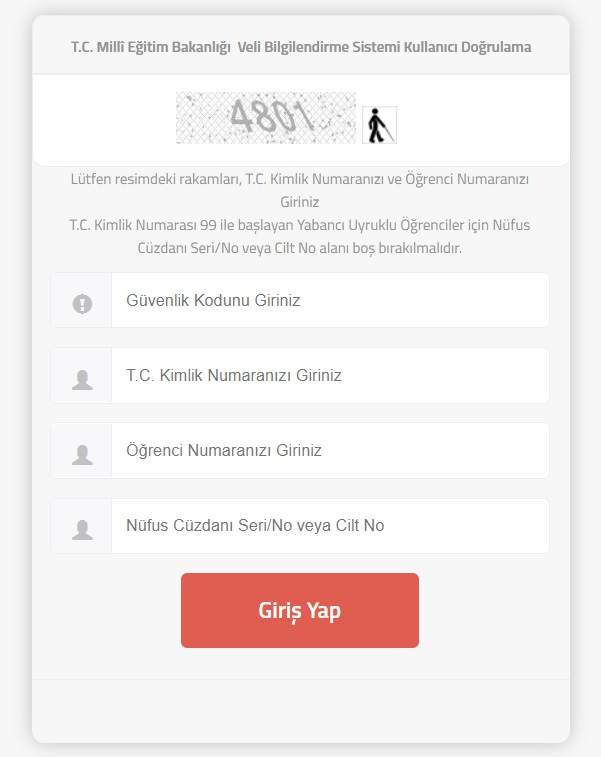 T.C. Millî Eğitim Bakanlığı  Veli Bilgilendirme Sistemi Kullanıcı Doğrulama
4801
Lütfen resimdeki rakamları, T.C. Kimlik Numaranızı ve Öğrenci Numaranızı
Giriniz
T.C. Kimlik Numarası 99 ile başlayan Yabancı Uyruklu Öğrenciler için Nüfus
Cüzdanı Seri/No veya Cilt No alanı boş bırakılmalıdır.
Güvenlik Kodunu Giriniz
T.C. Kimlik Numaranızı Giriniz
Öğrenci Numaranızı Giriniz
Nüfus Cüzdanı Seri/No veya Cilt No
Giriş Yap